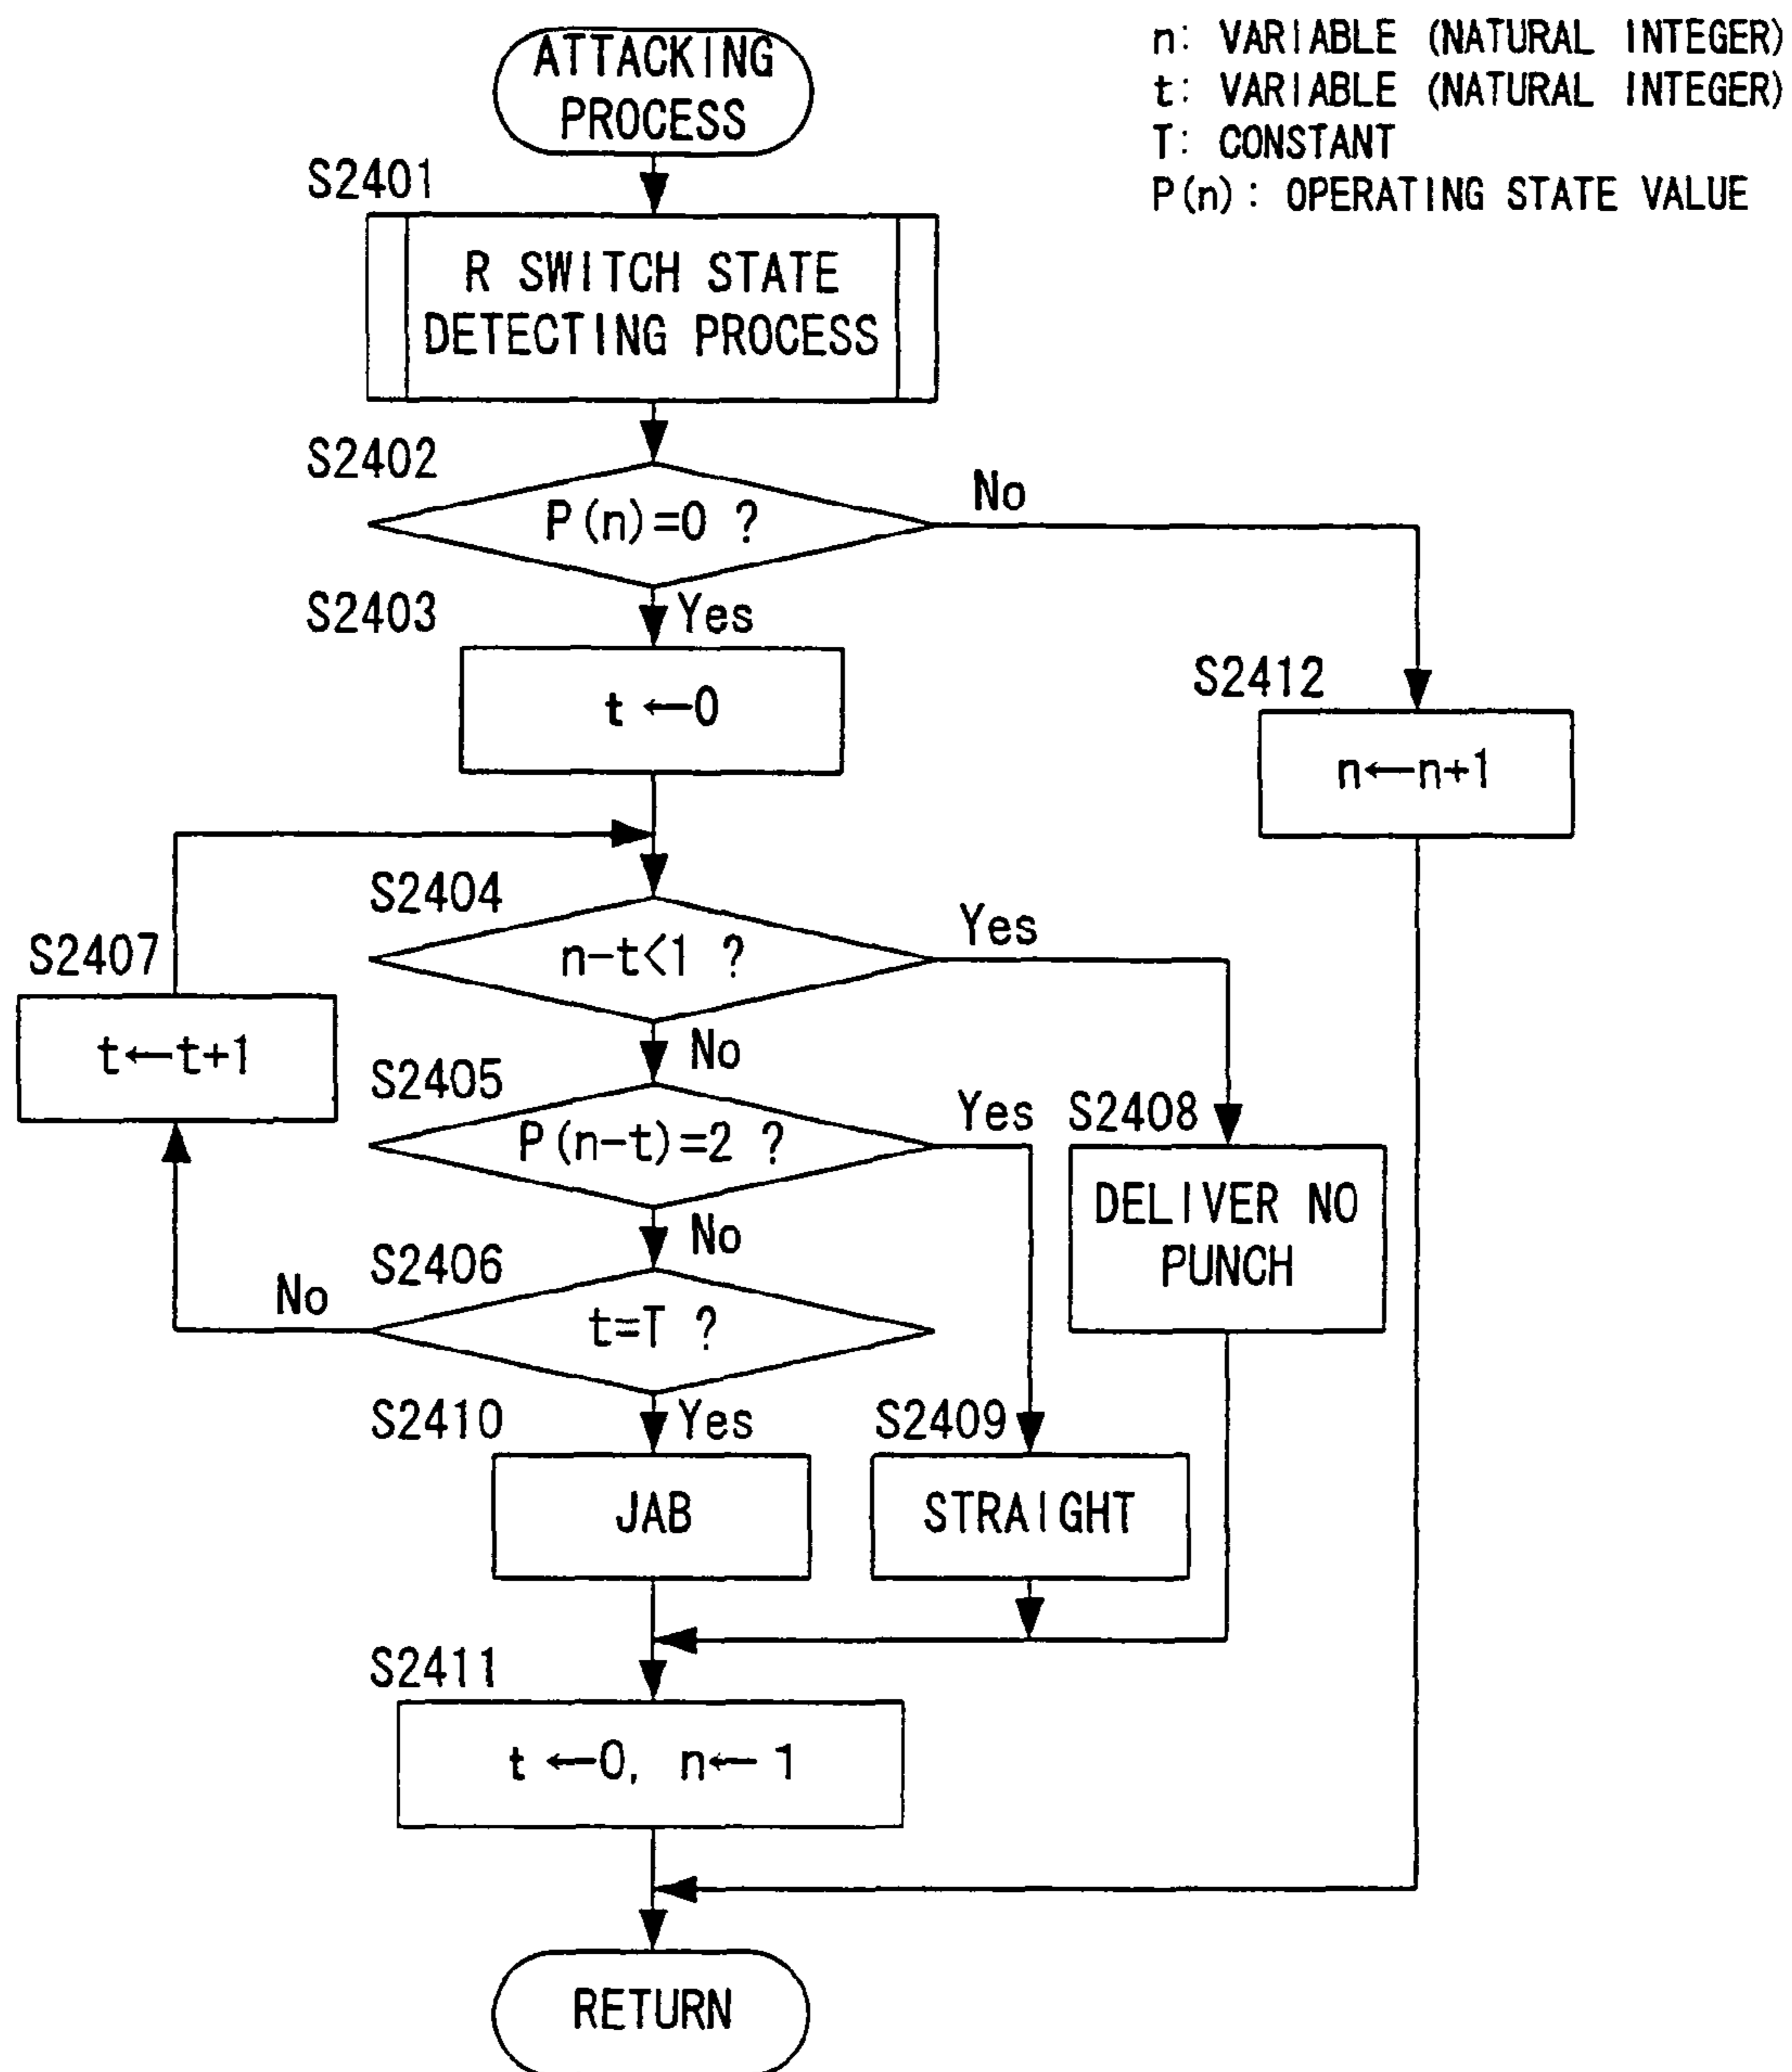 ATTACKING
PROCESS
n: VARIABLE (NATURAL INTEGER)
t: VARIABLE (NATURAL INTEGER)
T: CONSTANT
P(n): OPERATING STATE VALUE
S2401
R SWITCH STATE
DETECTING PROCESS
S2402
P(n)=0 ?
No
S2403
Yes
t←0
S2412
n←n+1
S2404
n-t<1 ?
Yes
S2407
t←t+1
No
S2405
P(n-t)=2 ?
Yes
S2408
DELIVER NO
PUNCH
No
S2406
t=T ?
No
S2410
Yes
JAB
S2409
STRAIGHT
S2411
t←0, n←1
RETURN